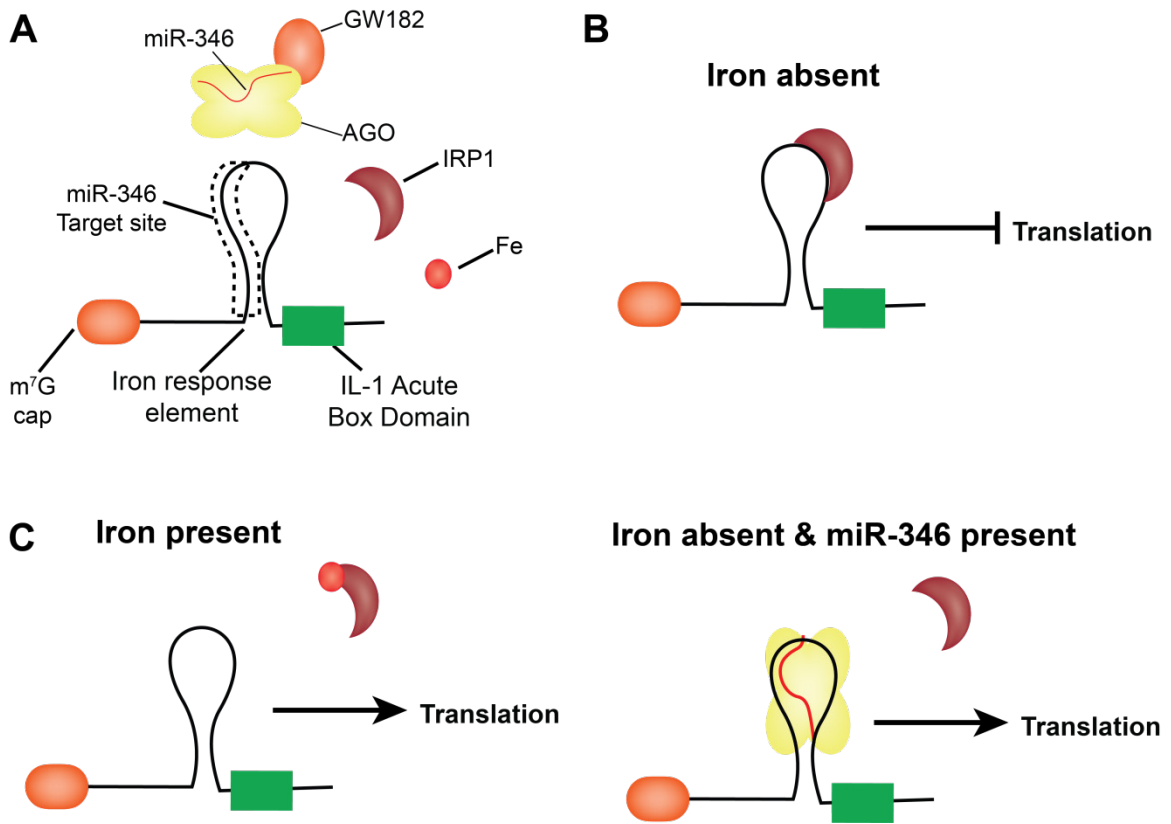 A
GW182
miR-346
AGO
IRP1
miR-346
Target site
Fe
m⁷G
cap
Iron response
element
IL-1 Acute
Box Domain
B
Iron absent
Translation
C
Iron present
Translation
Iron absent & miR-346 present
Translation